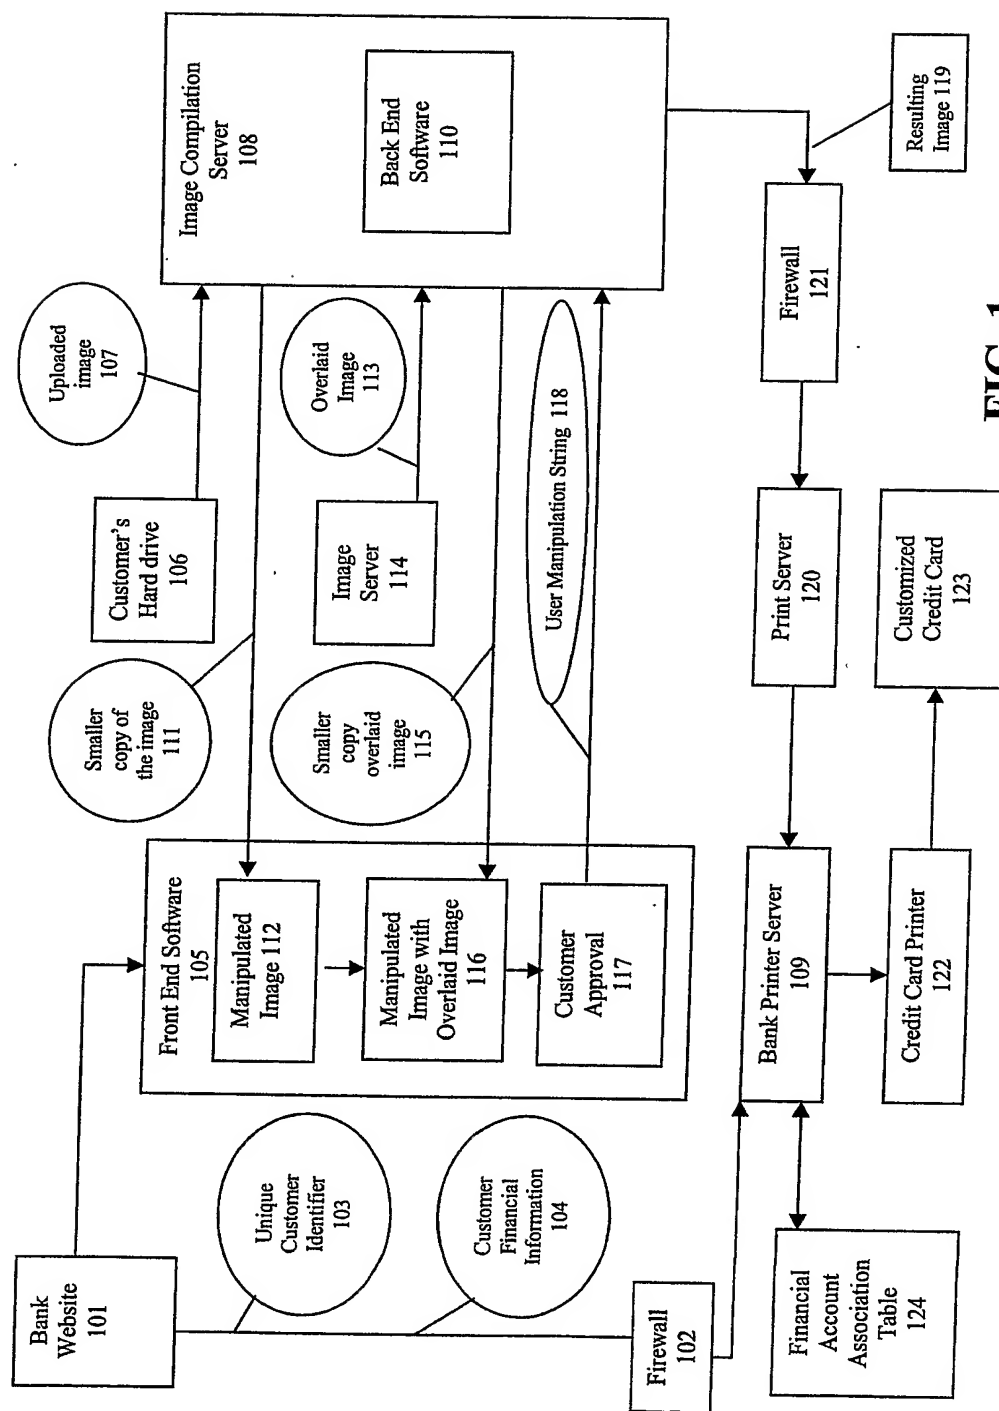 Bank
Website
101
Unique
Customer
Identifier
103
Customer
Financial
Information
104
Firewall
102
Front End Software
105
Manipulated
Image 112
Manipulated
Image with
Overlaid Image
116
Customer
Approval
117
Smaller
copy of
the image
111
Customer's
Hard drive
106
Uploaded
image
107
Smaller
copy
overlaid
image
115
Image
Server
114
Overlaid
Image
113
User Manipulation String 118
Image Compilation
Server
108
Back End
Software
110
Financial
Account
Association
Table
124
Bank Printer Server
109
Credit Card Printer
122
Print Server
120
Customized
Credit Card
123
Firewall
121
Resulting
Image 119
FIG. 1